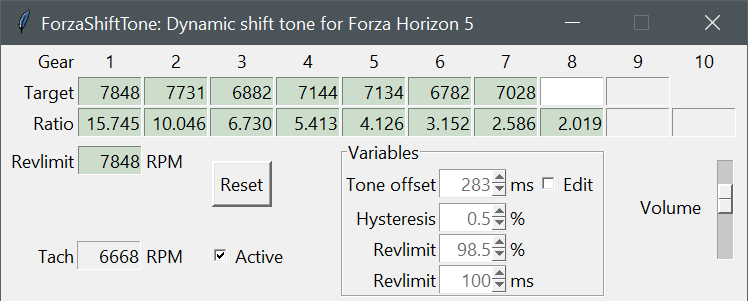 ForzaShiftTone: Dynamic shift tone for Forza Horizon 5
Gear 1 2 3 4 5 6 7 8 9 10
Target 7848 7731 6882 7144 7134 6782 7028
Ratio 15.745 10.046 6.730 5.413 4.126 3.152 2.586 2.019
Revlimit 7848 RPM
Reset
Variables
Tone offset 283 ms Edit
Hysteresis 0.5 %
Revlimit 98.5 %
Revlimit 100 ms
Volume
Tach 6668 RPM Active